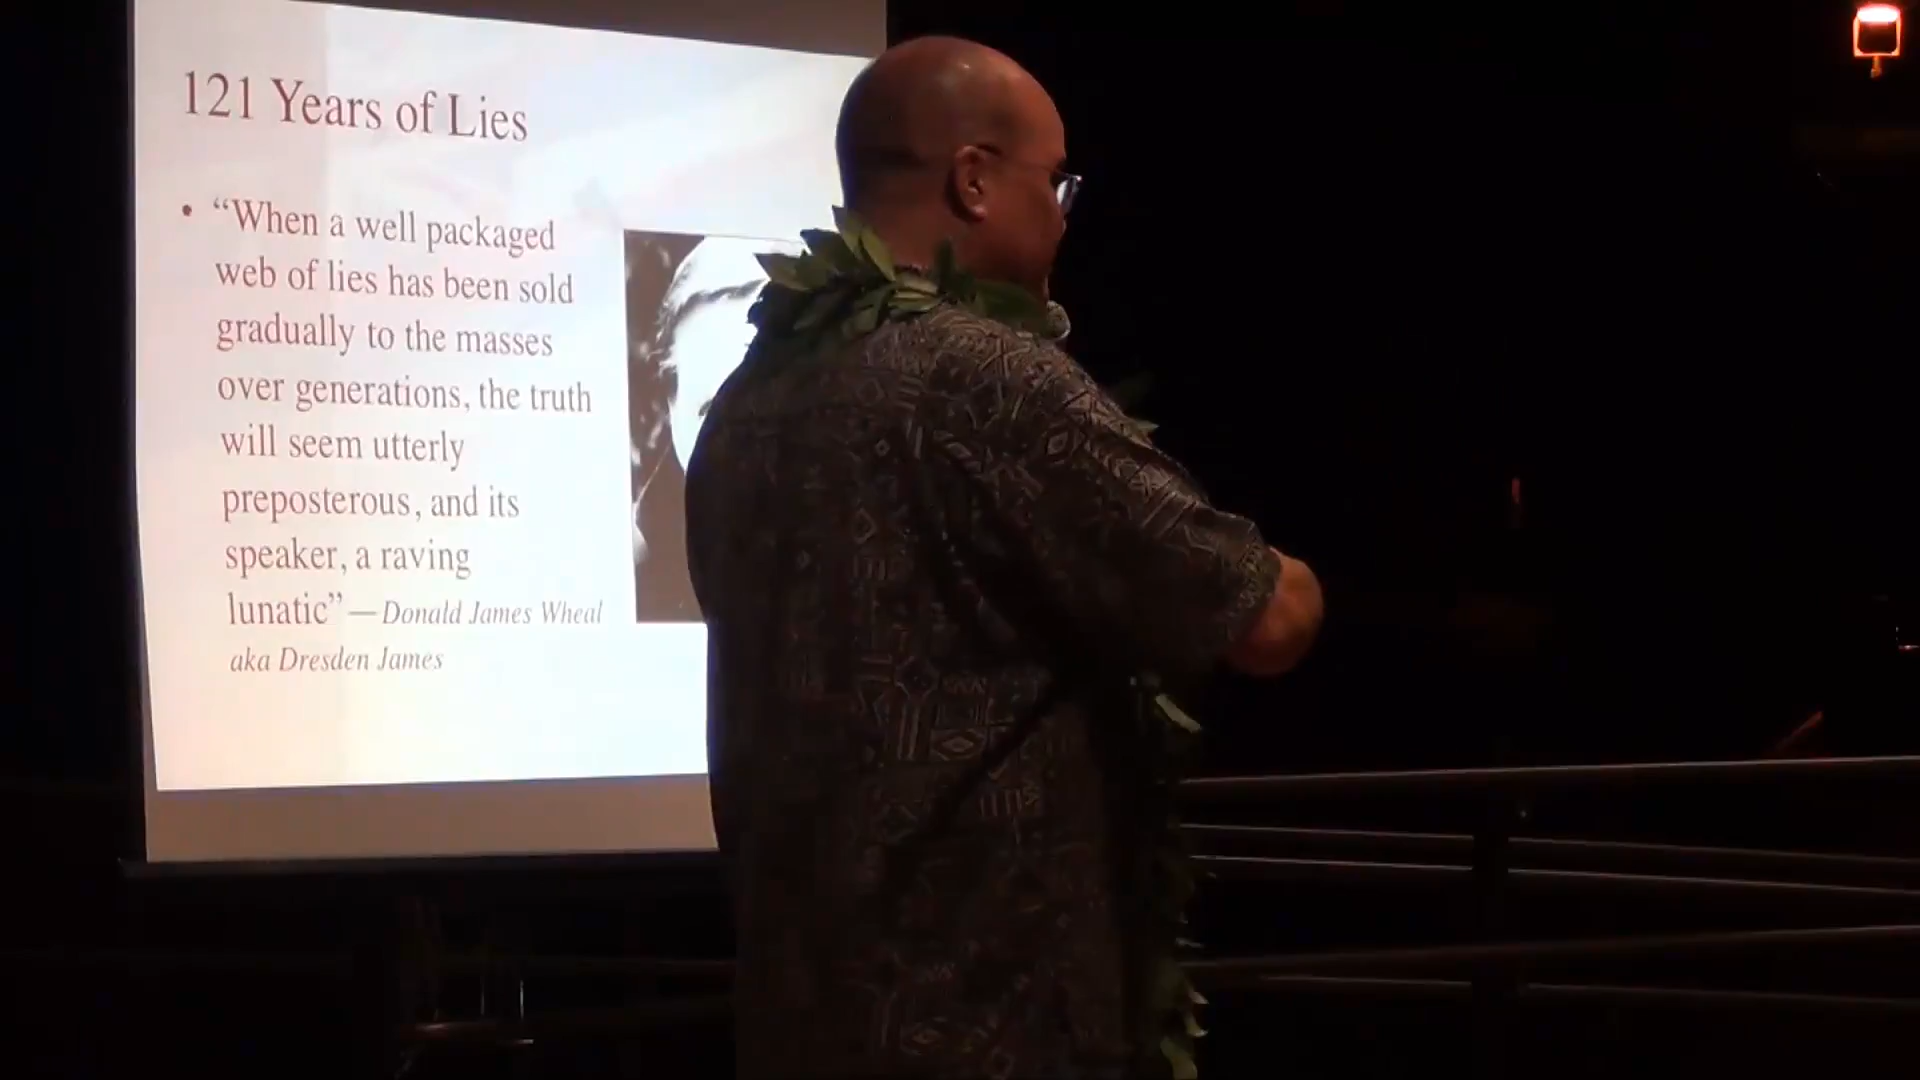 121 Years of Lies
• “When a well packaged
web of lies has been sold
gradually to the masses
over generations, the truth
will seem utterly
preposterous, and its
speaker, a raving
lunatic” — Donald James Wheal
aka Dresden James